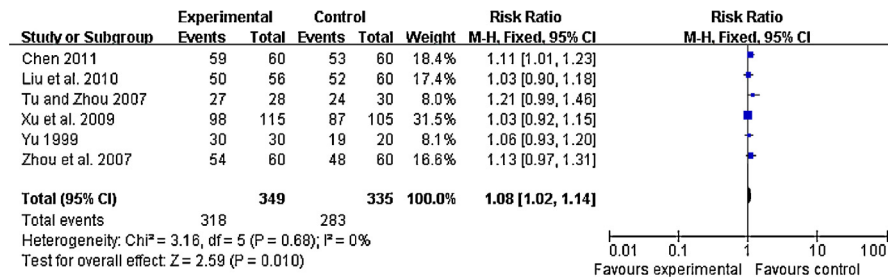 Experimental Control Risk Ratio Risk Ratio
Study or Subgroup Events Total Events Total Weight M-H, Fixed, 95% CI M-H, Fixed, 95% CI
Chen 2011 59 60 53 60 18.4% 1.11 [1.01, 1.23]
Liu et al. 2010 50 56 52 60 17.4% 1.03 [0.90, 1.18]
Tu and Zhou 2007 27 28 24 30 8.0% 1.21 [0.99, 1.46]
Xu et al. 2009 98 115 87 105 31.5% 1.03 [0.92, 1.15]
Yu 1999 30 30 19 20 8.1% 1.06 [0.93, 1.20]
Zhou et al. 2007 54 60 48 60 16.6% 1.13 [0.97, 1.31]
Total (95% CI) 349 335 100.0% 1.08 [1.02, 1.14]
Total events 318 283
Heterogeneity: Chi² = 3.16, df = 5 (P = 0.68); I² = 0%
Test for overall effect: Z = 2.59 (P = 0.010)
0.01 0.1 1 10 100
Favours experimental Favours control